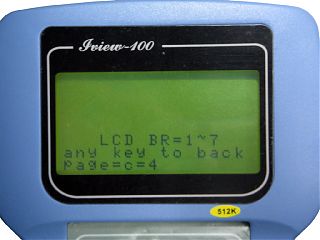 Iview-100
LCD BR=1~7
any key to back
page=c=4
512K